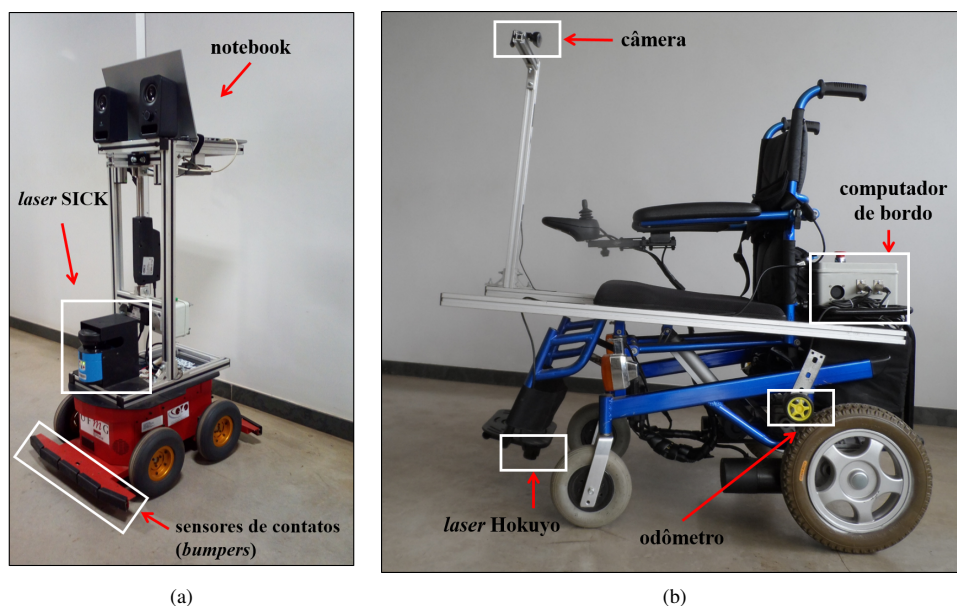 notebook
laser SICK
sensores de contatos
(bumpers)
(a)
câmera
computador
de bordo
laser Hokuyo
odômetro
(b)